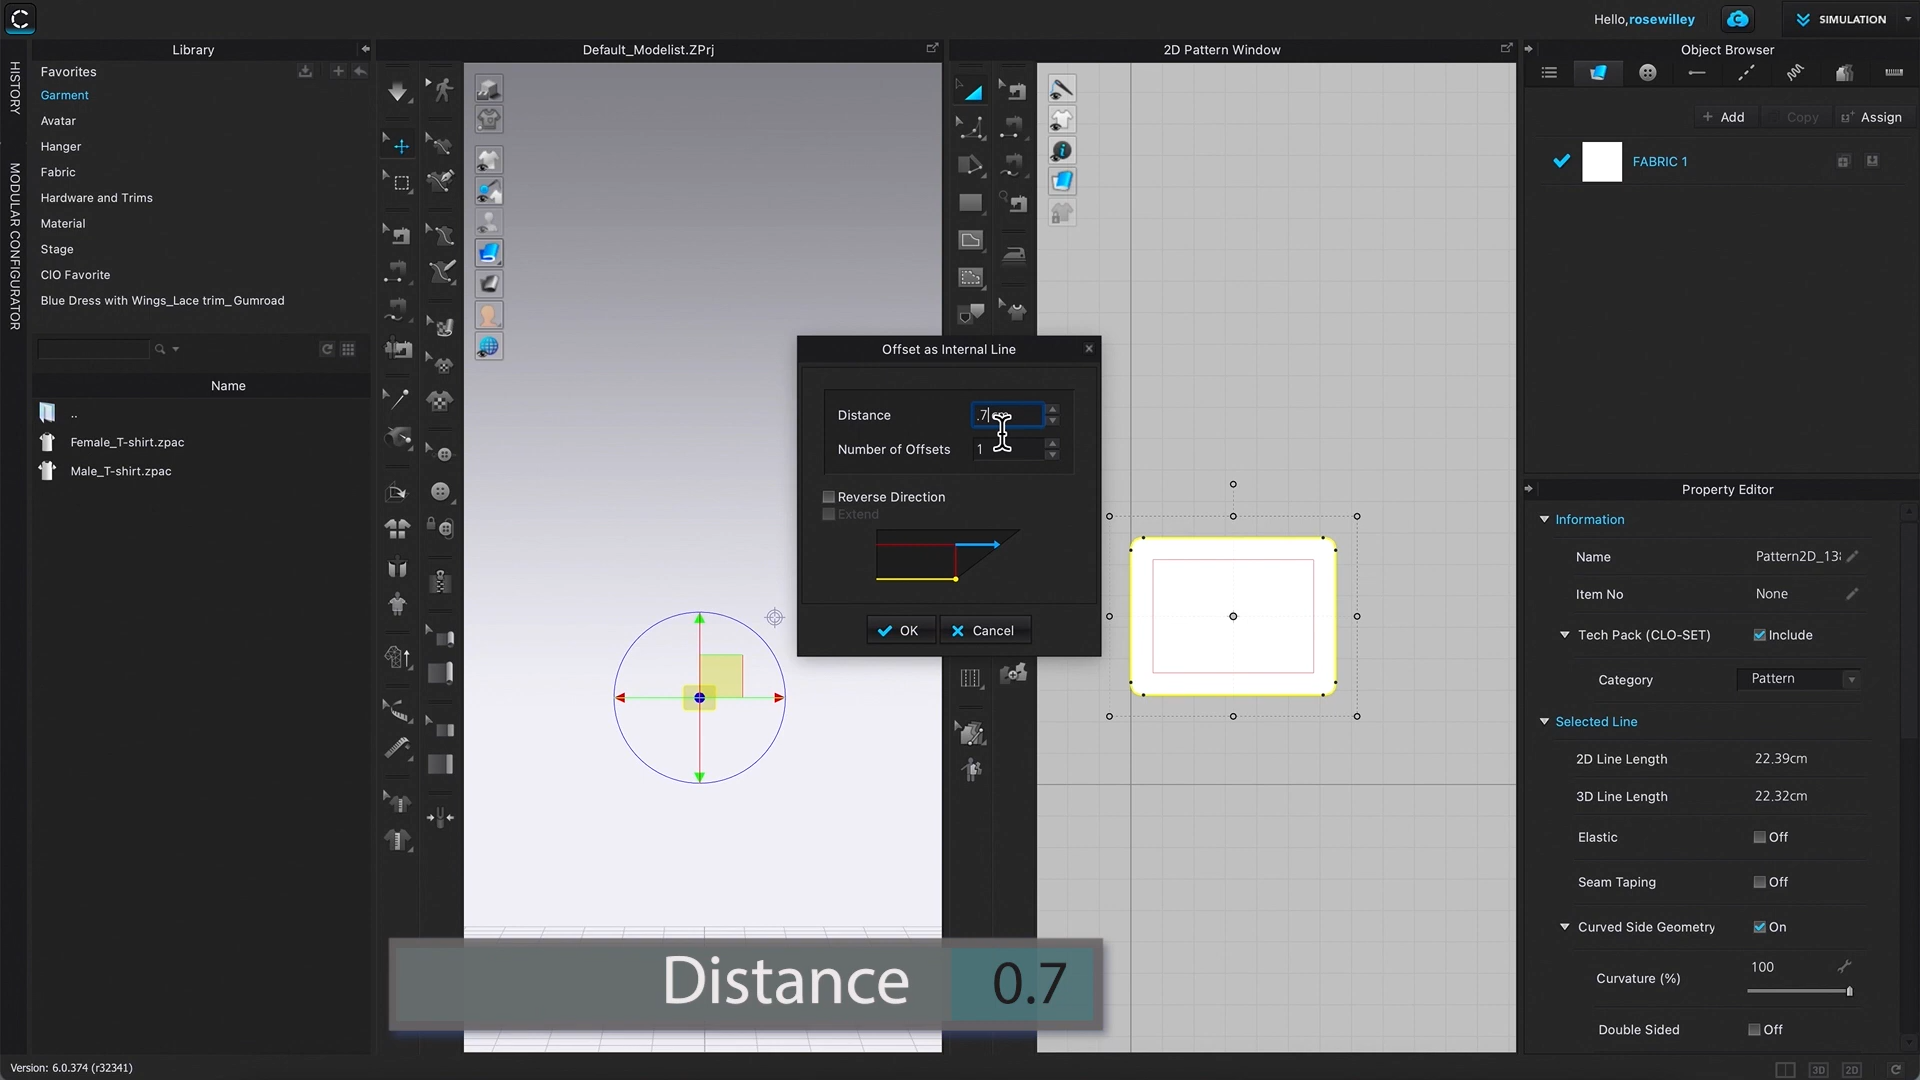 Hello,rosewilley
SIMULATION
HISTORY
MODULAR CONFIGURATOR
Library
Favorites
Garment
Avatar
Hanger
Fabric
Hardware and Trims
Material
Stage
ClO Favorite
Blue Dress with Wings_Lace trim_Gumroad
Name
..
Female_T-shirt.zpac
Male_T-shirt.zpac
Default_Modelist.ZPrj
2D Pattern Window
Offset as Internal Line
Distance .7
Number of Offsets 1
Reverse Direction
Extend
OK Cancel
Distance 0.7
Object Browser
+ Add Copy Assign
FABRIC 1
Property Editor
Information
Name Pattern2D_13
Item No None
Tech Pack (CLO-SET) Include
Category Pattern
Selected Line
2D Line Length 22.39cm
3D Line Length 22.32cm
Elastic Off
Seam Taping Off
Curved Side Geometry On
Curvature (%) 100
Double Sided Off
Version: 6.0.374 (r32341)
3D 2D